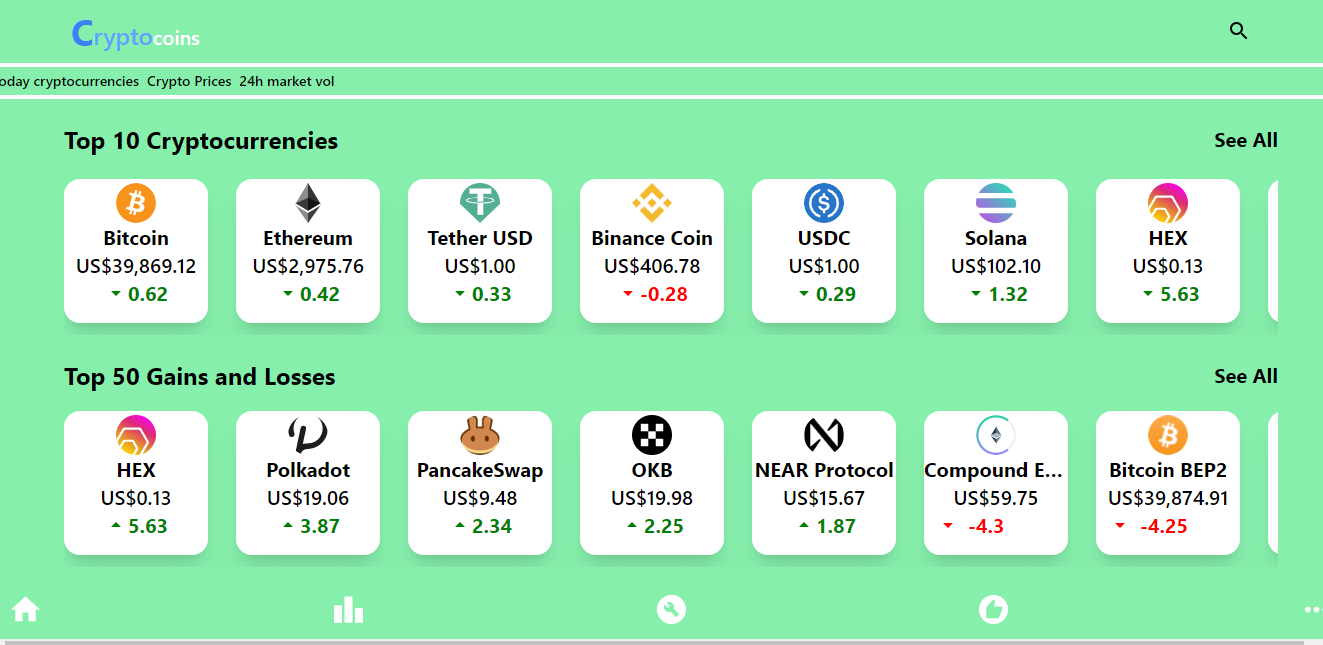 Cryptocoins
oday cryptocurrencies Crypto Prices 24h market vol
Top 10 Cryptocurrencies See All
Bitcoin Ethereum Tether USD Binance Coin USDC Solana HEX
US$39,869.12 US$2,975.76 US$1.00 US$406.78 US$1.00 US$102.10 US$0.13
0.62 0.42 0.33 -0.28 0.29 1.32 5.63
Top 50 Gains and Losses See All
HEX Polkadot PancakeSwap OKB NEAR Protocol Compound E... Bitcoin BEP2
US$0.13 US$19.06 US$9.48 US$19.98 US$15.67 US$59.75 US$39,874.91
5.63 3.87 2.34 2.25 1.87 -4.3 -4.25